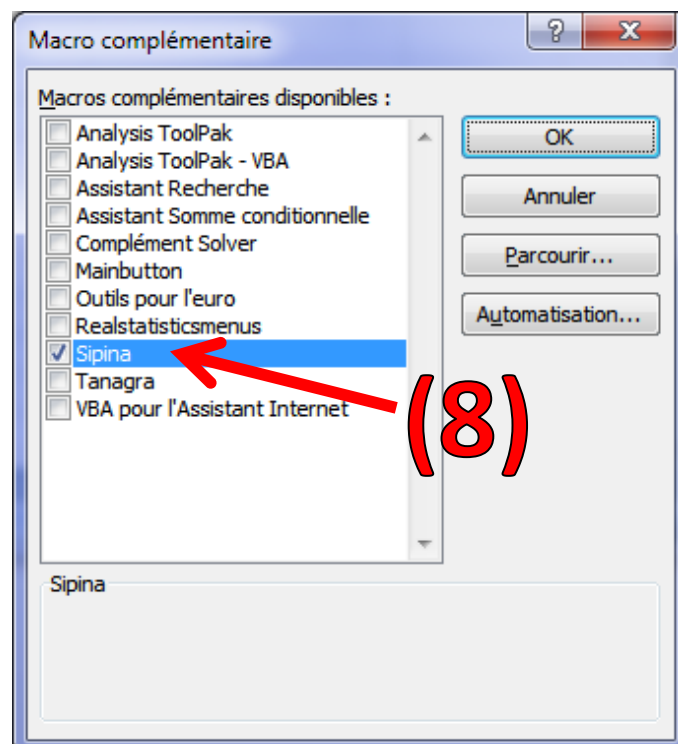 Macro complémentaire
?
X
Macros complémentaires disponibles :
Analysis ToolPak
Analysis ToolPak - VBA
Assistant Recherche
Assistant Somme conditionnelle
Complément Solver
Mainbutton
Outils pour l'euro
Realstatisticsmenus
Sipina
Tanagra
VBA pour l'Assistant Internet
OK
Annuler
Parcourir...
Automatisation...
(8)
Sipina